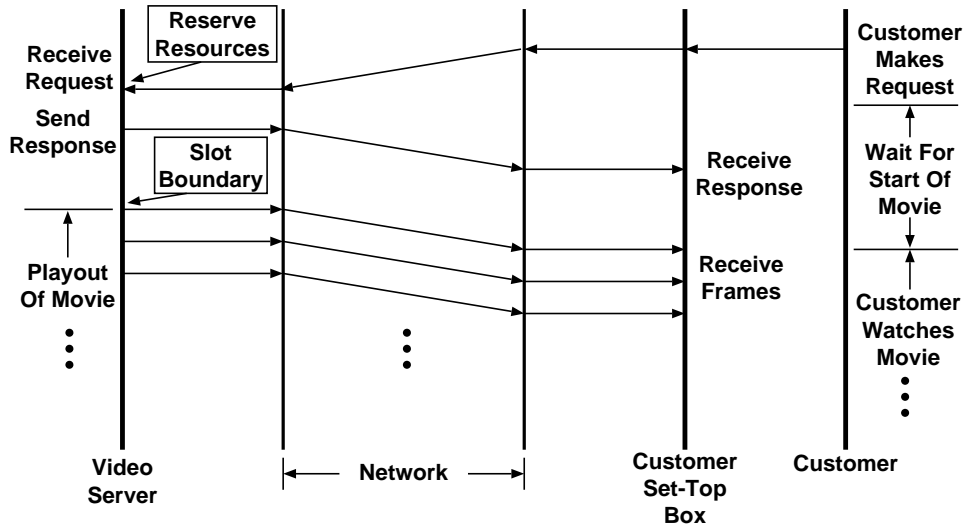 Reserve
Resources
Receive
Request
Send
Response
Slot
Boundary
Playout
Of Movie
Receive
Response
Receive
Frames
Customer
Makes
Request
Wait For
Start Of
Movie
Customer
Watches
Movie
Video
Server
Network
Customer
Set-Top
Box
Customer